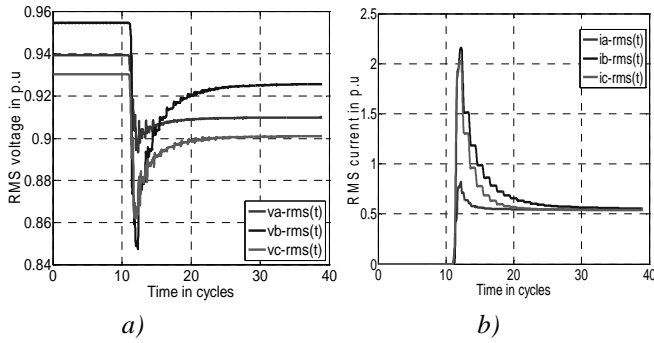 RMS voltage in p.u
0.96
0.94
0.92
0.9
0.88
0.86
0.84
0
10
20
30
40
Time in cycles
va-rms(t)
vb-rms(t)
vc-rms(t)
a)
RMS current in p.u
2.5
2
1.5
1
0.5
0
0
10
20
30
40
Time in cycles
ia-rms(t)
ib-rms(t)
ic-rms(t)
b)